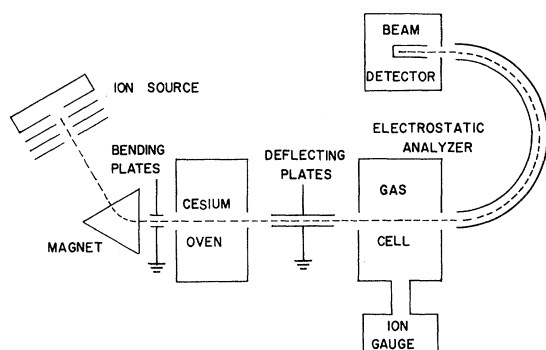 BEAM
DETECTOR
ION SOURCE
ELECTROSTATIC
ANALYZER
BENDING
PLATES
DEFLECTING
PLATES
CESIUM
OVEN
GAS
CELL
MAGNET
ION
GAUGE